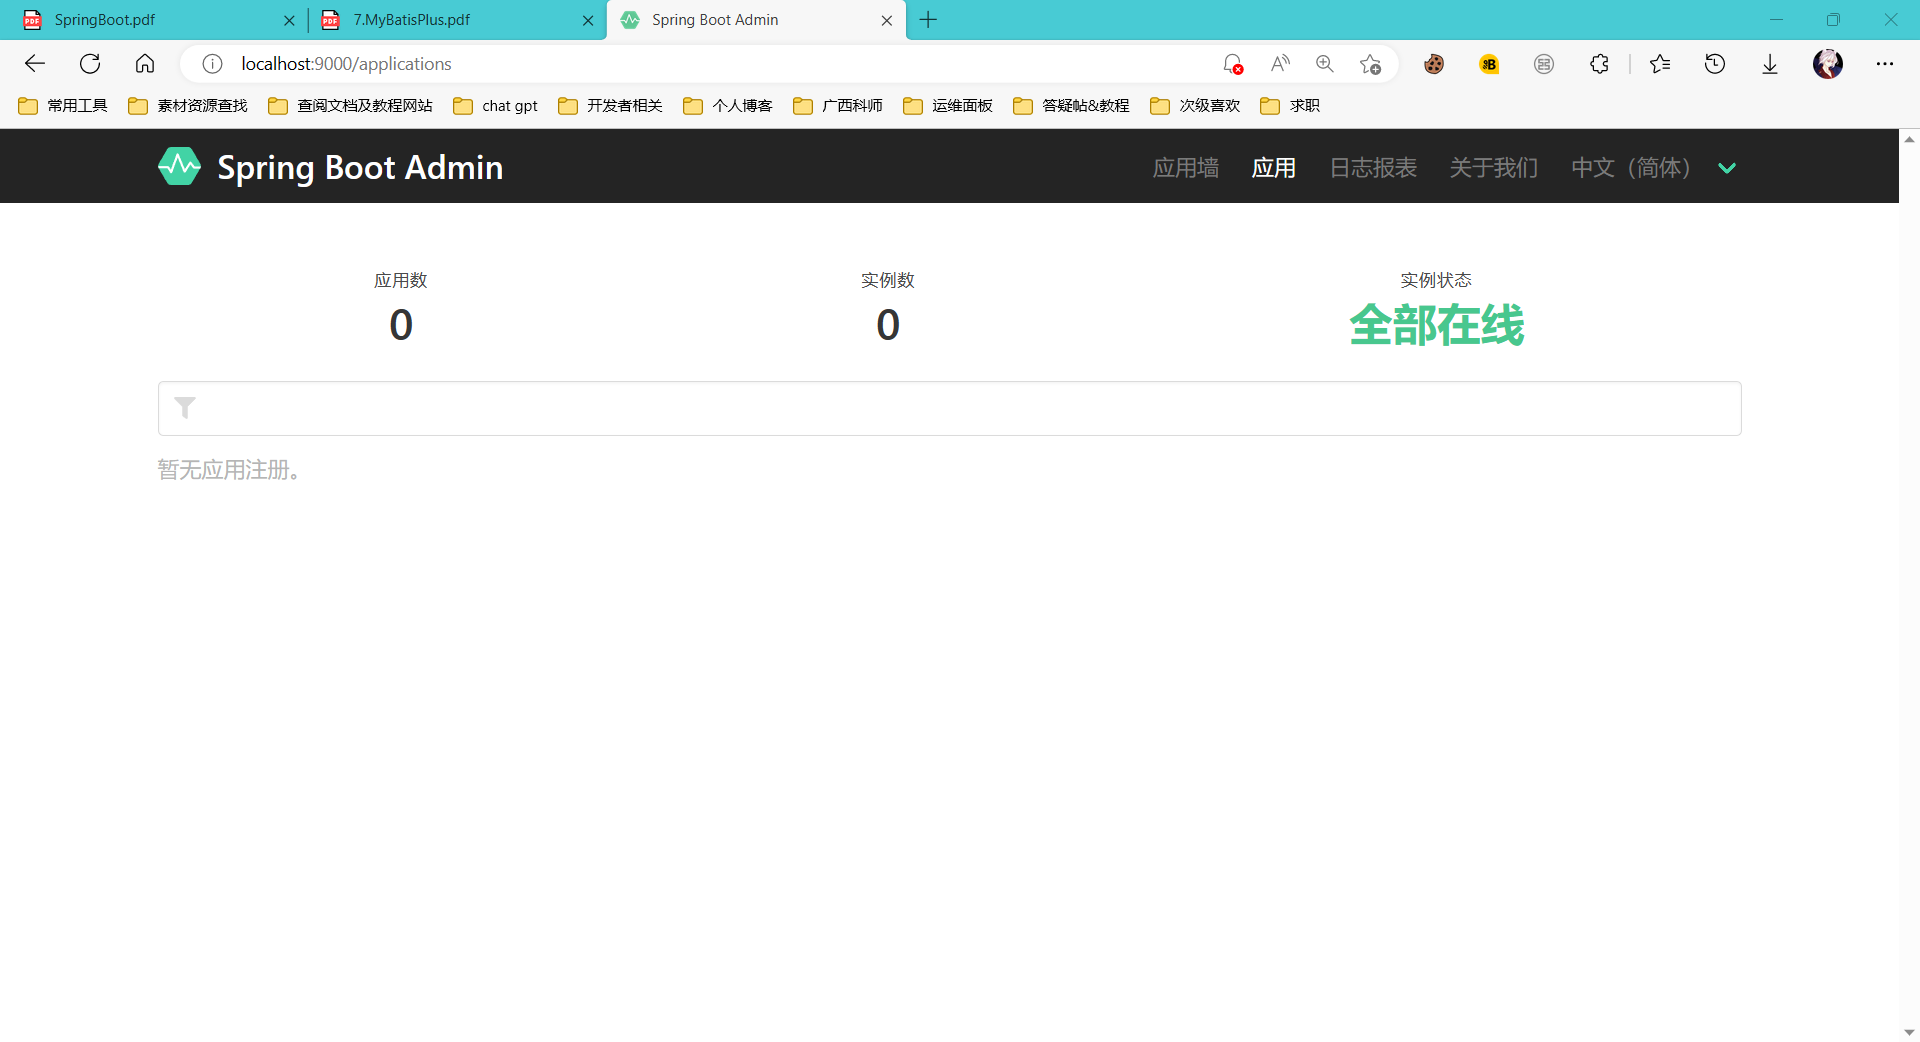 SpringBoot.pdf
7.MyBatisPlus.pdf
Spring Boot Admin
localhost:9000/applications
常用工具
素材资源查找
查阅文档及教程网站
chat gpt
开发者相关
个人博客
广西科师
运维面板
答疑帖&教程
次级喜欢
求职
Spring Boot Admin
应用墙
应用
日志报表
关于我们
中文（简体）
应用数
0
实例数
0
实例状态
全部在线
暂无应用注册。